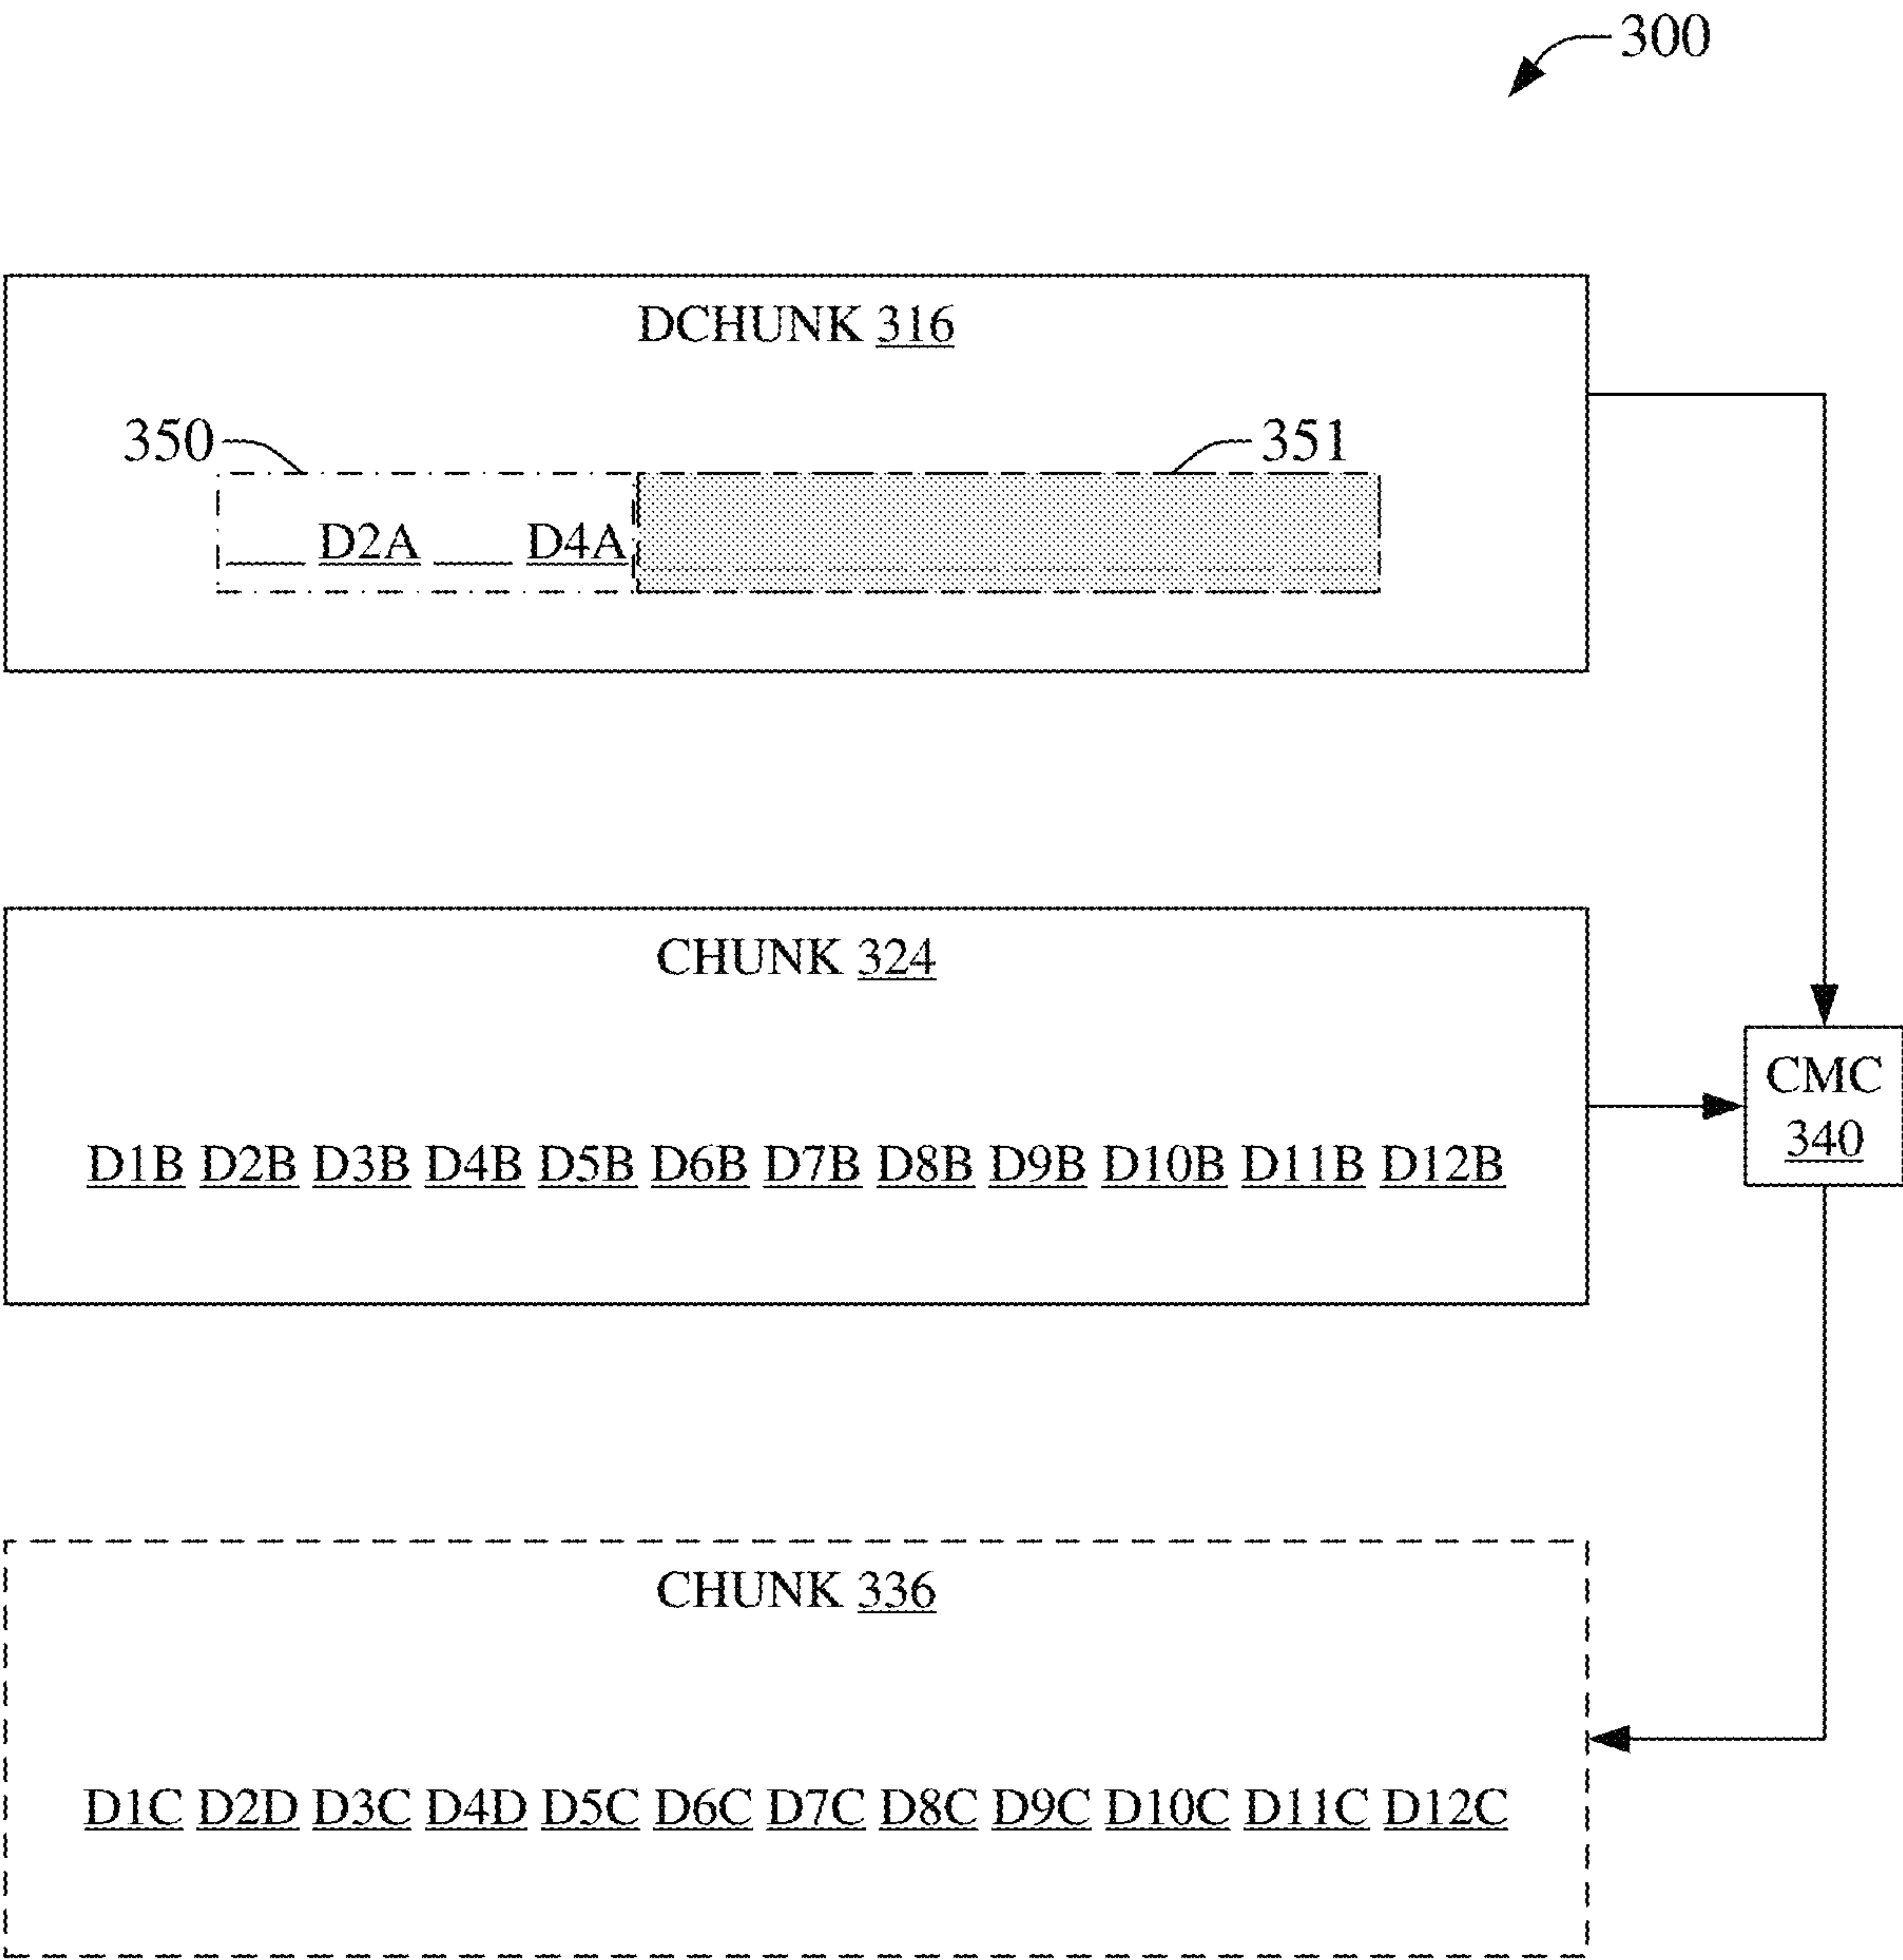 300
DCHUNK 316
350 351
D2A D4A
CHUNK 324
CMC
340
D1B D2B D3B D4B D5B D6B D7B D8B D9B D10B D11B D12B
CHUNK 336
D1C D2D D3C D4D D5C D6C D7C D8C D9C D10C D11C D12C